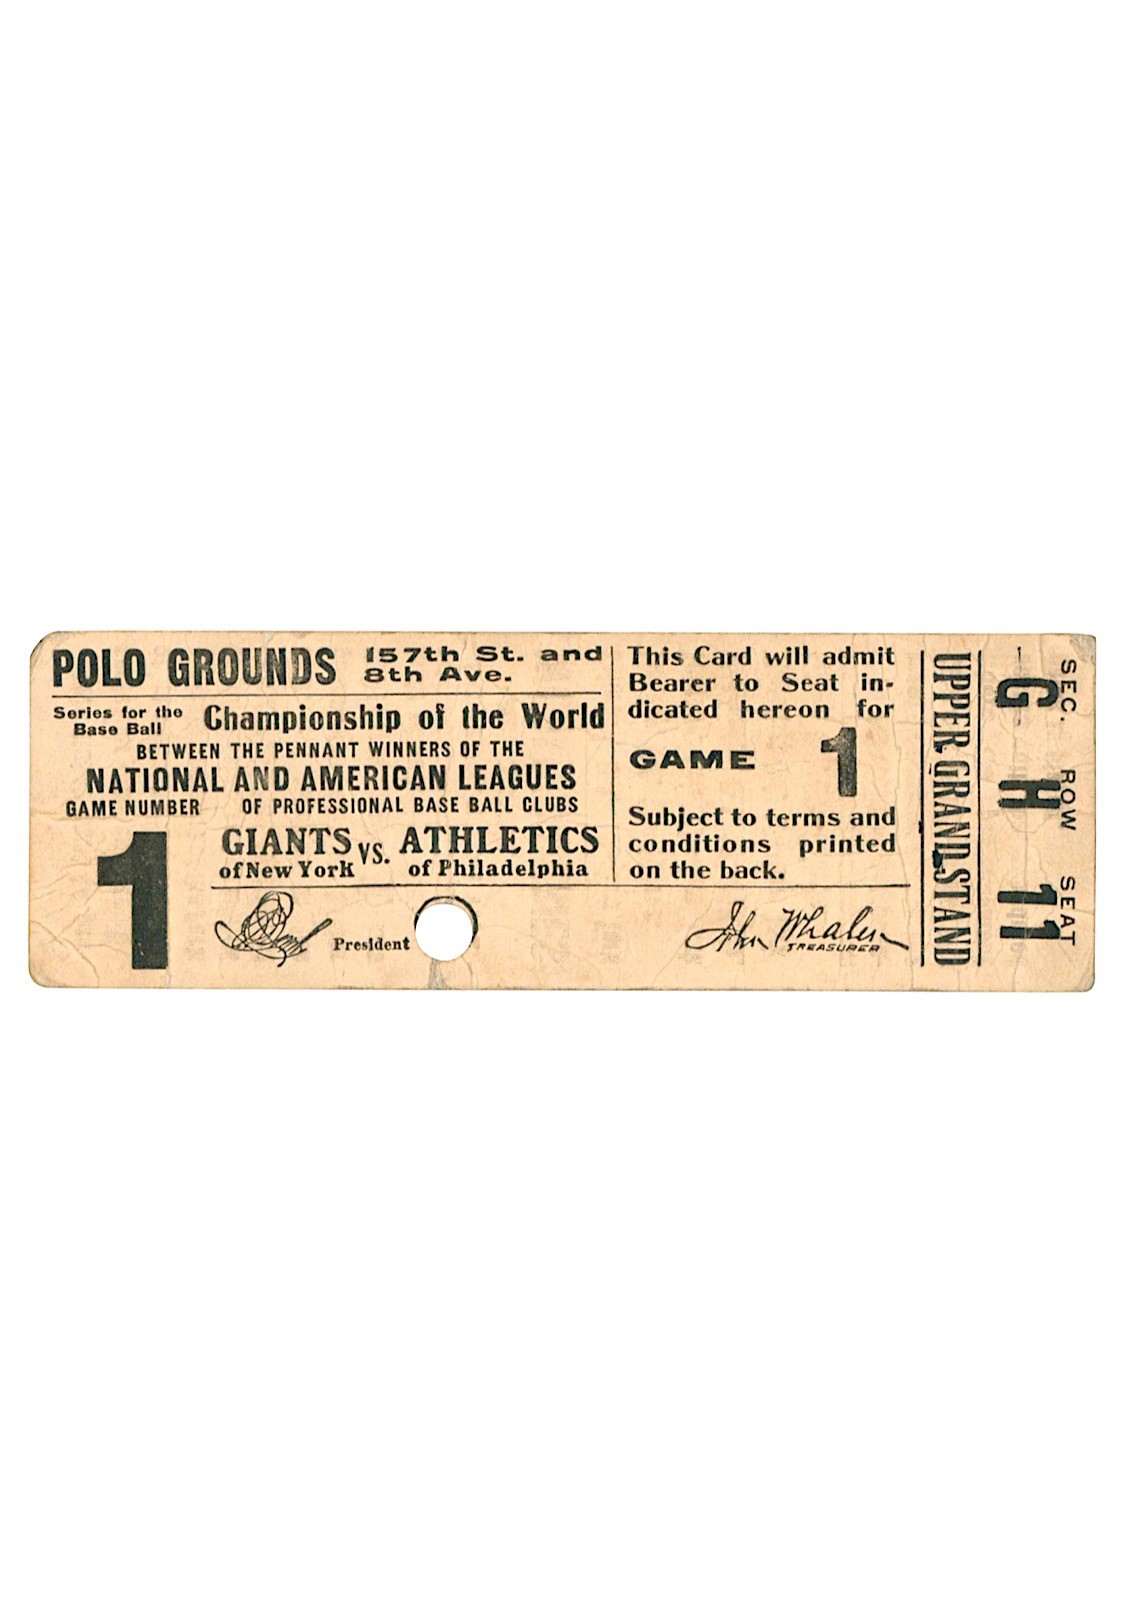 POLO GROUNDS 157th St. and
8th Ave.
Series for the
Base Ball
Championship of the World
BETWEEN THE PENNANT WINNERS OF THE
NATIONAL AND AMERICAN LEAGUES
GAME NUMBER OF PROFESSIONAL BASE BALL CLUBS
1
GIANTS vs. ATHLETICS
of New York of Philadelphia
President
This Card will admit
Bearer to Seat in-
dicated hereon for
GAME 1
Subject to terms and
conditions printed
on the back.
John Whalen
TREASURER
UPPER GRAND-STAND
SEC. ROW SEAT
G H 11